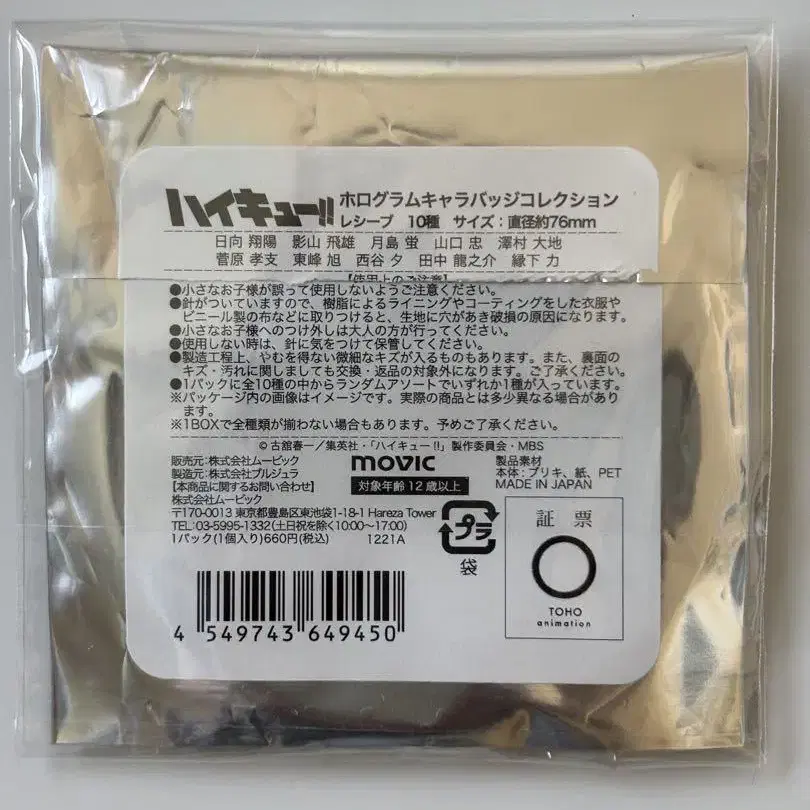 ハイキュー!! ホログラムキャラバッジコレクション
レシーブ 10種 サイズ:直径約76mm
日向 翔陽 影山 飛雄 月島 蛍 山口 忠 澤村 大地
菅原 孝支 東峰 旭 西谷 夕 田中 龍之介 縁下 力
【使用上のご注意】
●小さなお子様が誤って使用しないようご注意ください。
●針がついていますので、樹脂によるライニングやコーティングをした衣服や
ビニール製の布などに取りつけると、生地に穴があき破損の原因になります。
●小さなお子様へのつけ外しは大人の方が行ってください。
●使用しない時は、針に気をつけて保管してください。
●製造工程上、やむを得ない微細なキズが入るものもあります。また、裏面の
キズ・汚れに関しましても交換・返品の対象外になります。ご了承ください。
●1パックに全10種の中からランダムアソートでいずれか1種が入っています。
※パッケージ内の画像はイメージです。実際の商品とは多少異なる場合があり
ます。
※1BOXで全種類が揃わない場合もあります。予めご了承ください。
© 古舘春一/集英社・「ハイキュー!!」製作委員会・MBS
販売元:株式会社ムービック
製造元:株式会社プルジュラ
【本商品に関するお問い合わせ】
株式会社ムービック
〒170-0013 東京都豊島区東池袋1-18-1 Hareza Tower
TEL:03-5995-1332(土日祝を除く10:00〜17:00)
1パック(1個入り)660円(税込) 1221A
movic
対象年齢12歳以上
製品素材
本体:ブリキ、紙、PET
MADE IN JAPAN
プラ
袋
証票
TOHO
animation
4 549743 649450